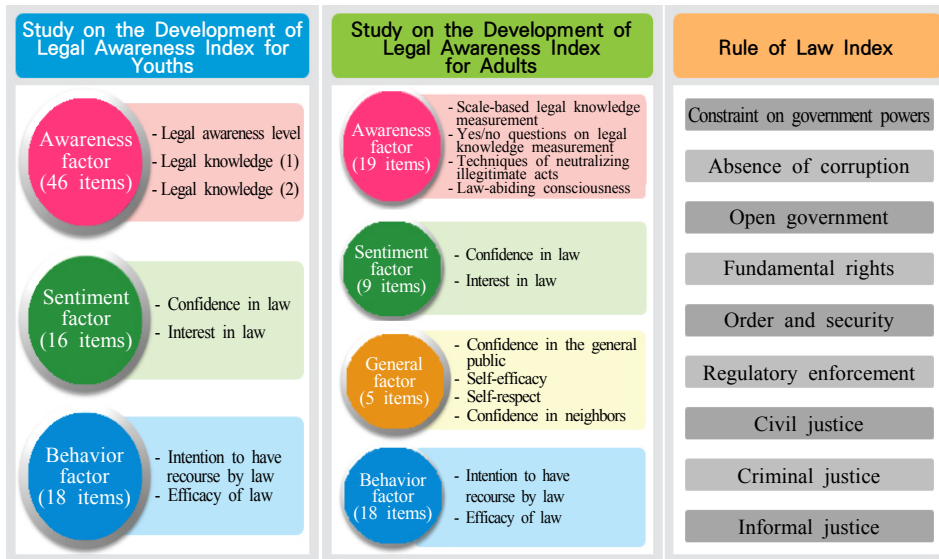 Study on the Development of
Legal Awareness Index for
Youths
Awareness
factor
(46 items)
- Legal awareness level
- Legal knowledge (1)
- Legal knowledge (2)
Sentiment
factor
(16 items)
- Confidence in law
- Interest in law
Behavior
factor
(18 items)
- Intention to have
recourse by law
- Efficacy of law
Study on the Development of
Legal Awareness Index
for Adults
Awareness
factor
(19 items)
- Scale-based legal knowledge
measurement
- Yes/no questions on legal
knowledge measurement
- Techniques of neutralizing
illegitimate acts
- Law-abiding consciousness
Sentiment
factor
(9 items)
- Confidence in law
- Interest in law
General
factor
(5 items)
- Confidence in the general
public
- Self-efficacy
- Self-respect
- Confidence in neighbors
Behavior
factor
(18 items)
- Intention to have
recourse by law
- Efficacy of law
Rule of Law Index
Constraint on government powers
Absence of corruption
Open government
Fundamental rights
Order and security
Regulatory enforcement
Civil justice
Criminal justice
Informal justice